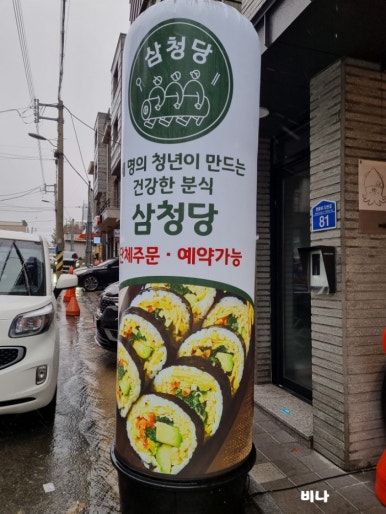 삼청당
명의 청년이 만드는
건강한 분식
삼청당
단체주문 · 예약가능
81
비나